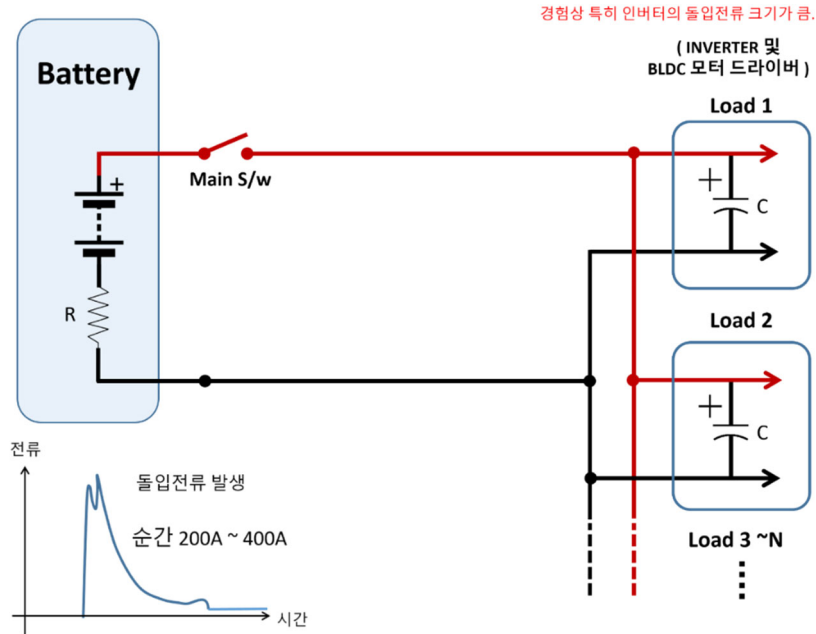 경험상 특히 인버터의 돌입전류 크기가 큼.
( INVERTER 및
BLDC 모터 드라이버 )
Battery
Load 1
+
Main S/w
+
C
R
Load 2
+
C
전류
돌입전류 발생
순간 200A ~ 400A
Load 3 ~N
시간